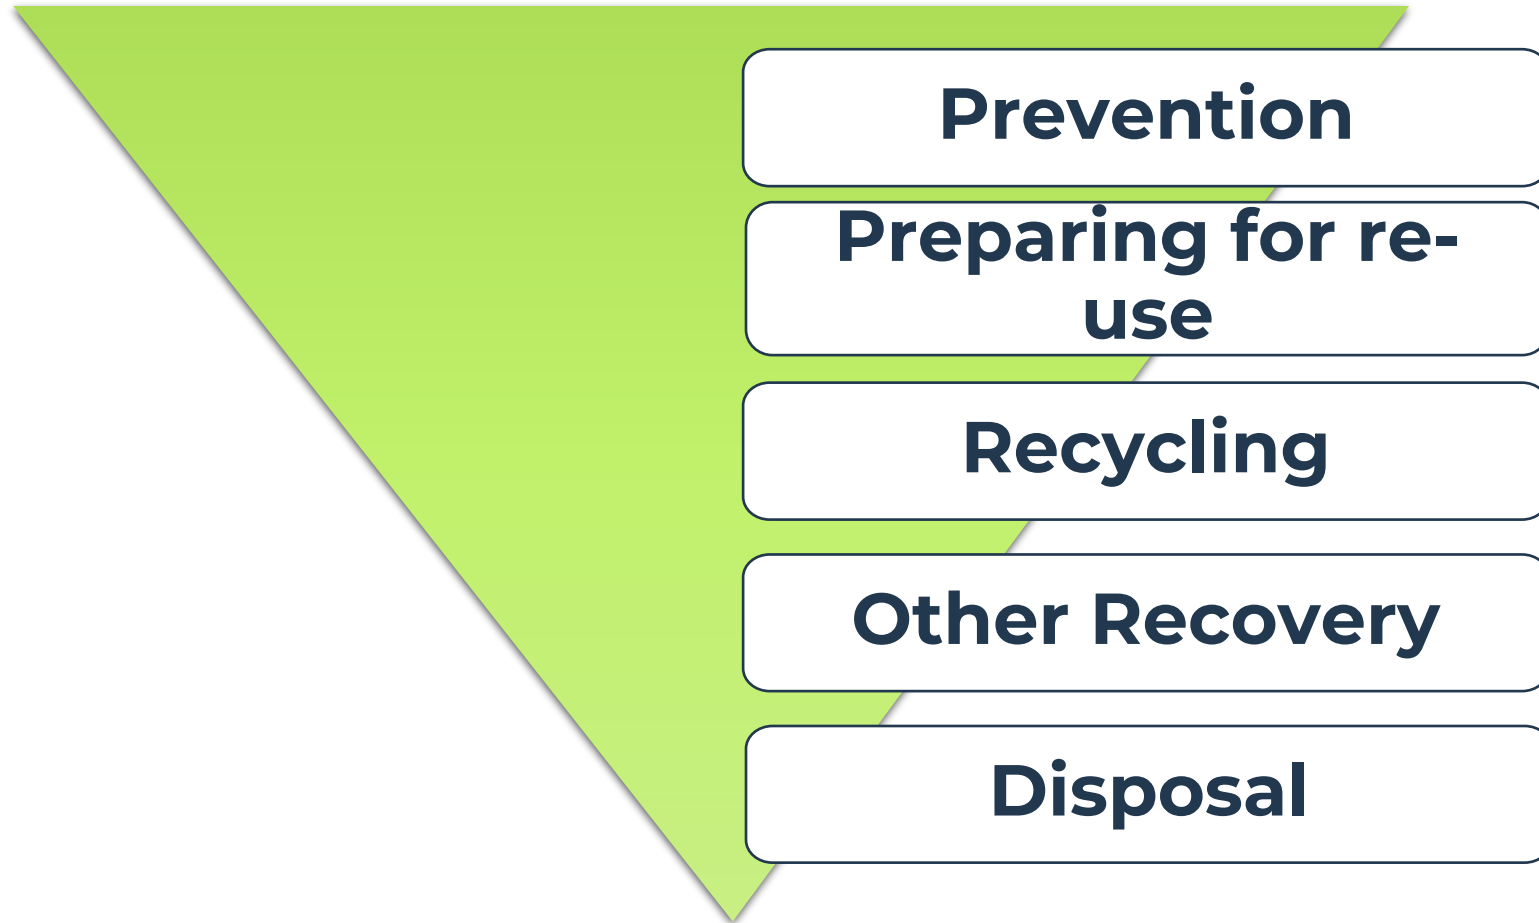 Prevention
Preparing for re-
use
Recycling
Other Recovery
Disposal